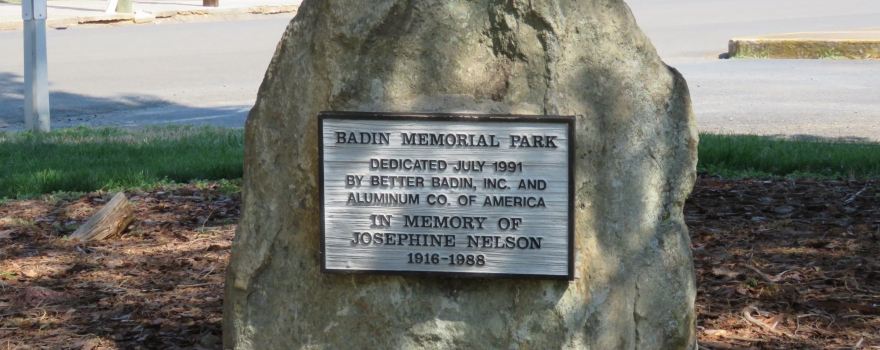 BADIN MEMORIAL PARK
DEDICATED JULY 1991
BY BETTER BADIN, INC. AND
ALUMINUM CO. OF AMERICA
IN MEMORY OF
JOSEPHINE NELSON
1916-1988